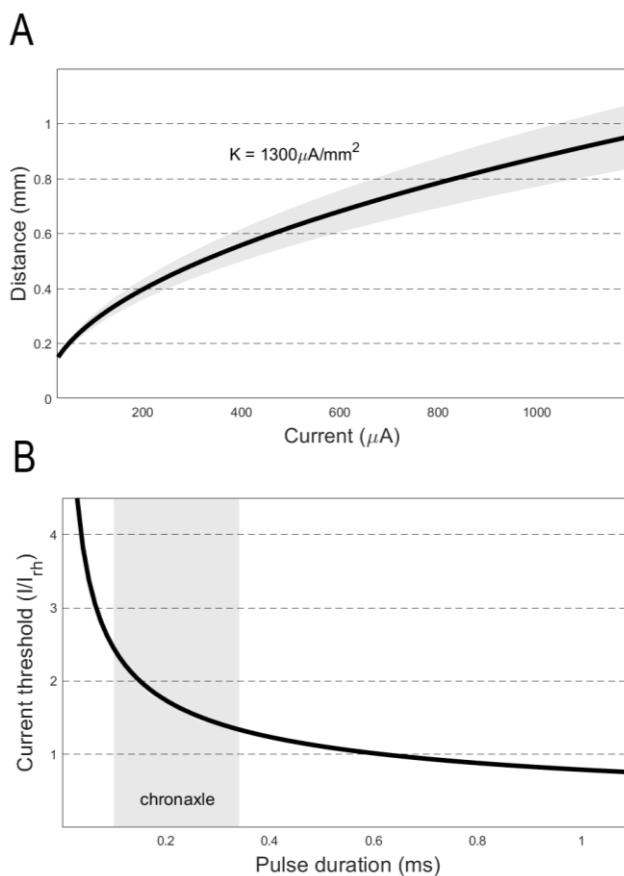 A
K = 1300μA/mm²
Distance (mm)
1
0.8
0.6
0.4
0.2
0
200 400 600 800 1000
Current (μA)
B
Current threshold (I/I_rh)
4
3
2
1
chronaxle
0.2 0.4 0.6 0.8 1
Pulse duration (ms)